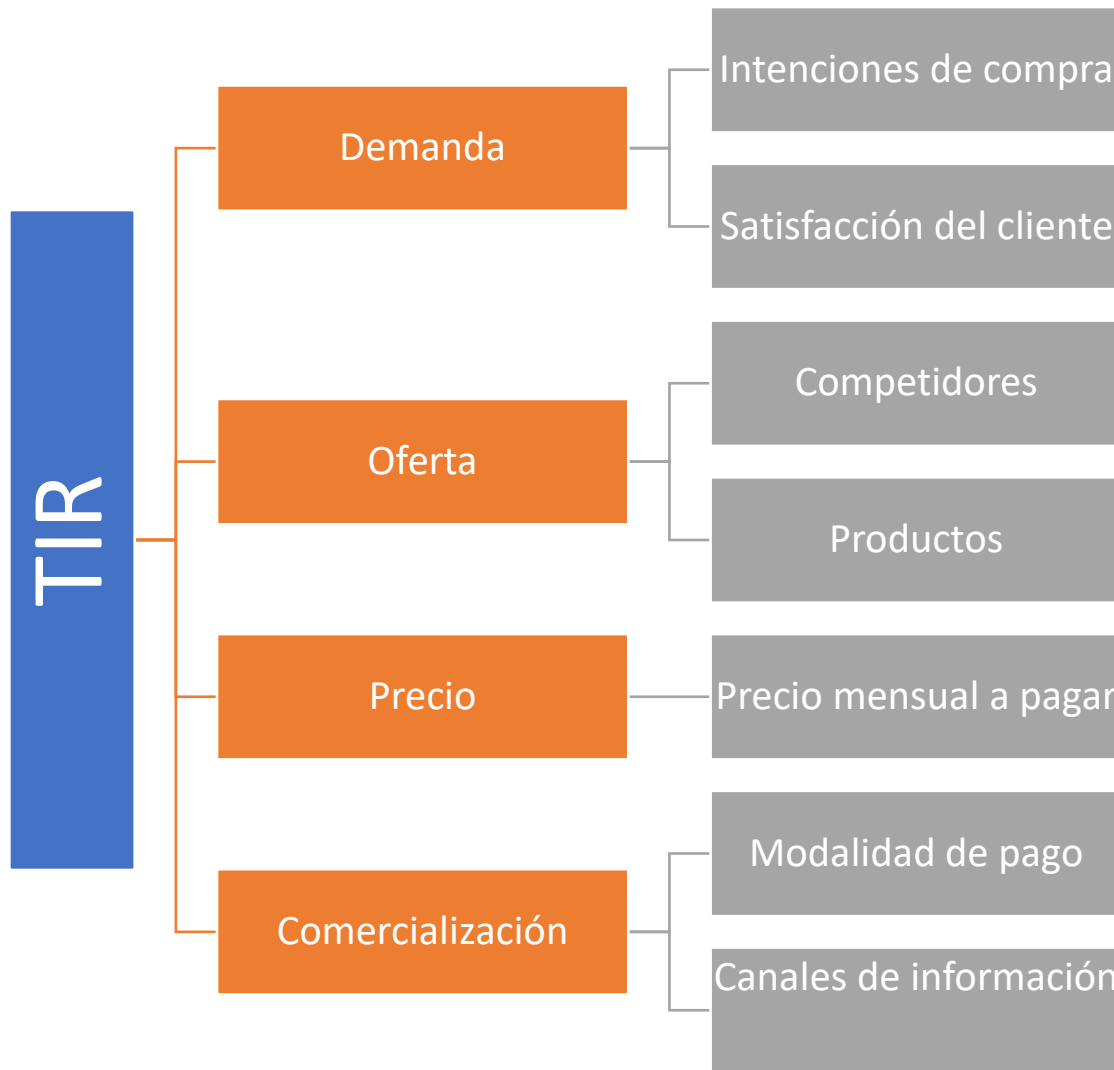 TIR
Demanda
Intenciones de compra
Satisfacción del cliente
Oferta
Competidores
Productos
Precio
Precio mensual a pagar
Comercialización
Modalidad de pago
Canales de información